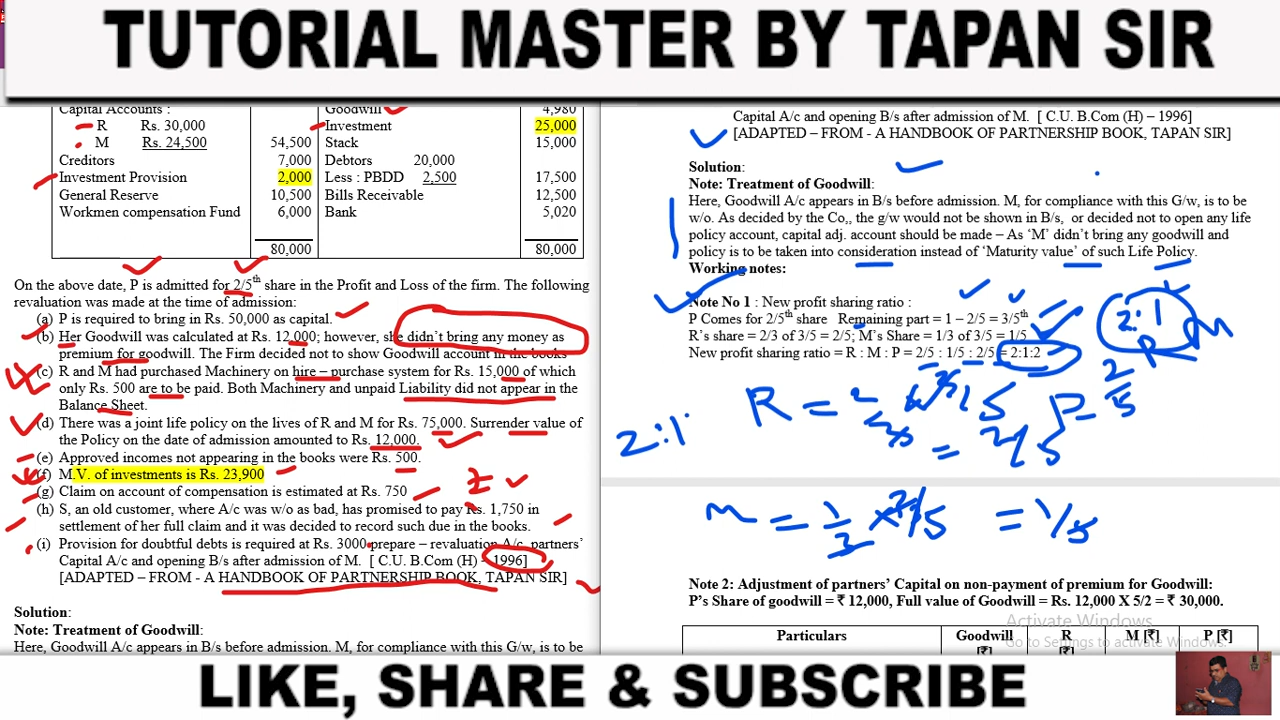 TUTORIAL MASTER BY TAPAN SIR
Capital Accounts : Goodwill 4,980
R Rs. 30,000 Investment 25,000
M Rs. 24,500 54,500 Stack 15,000
Creditors 7,000 Debtors 20,000
Investment Provision 2,000 Less : PBDD 2,500 17,500
General Reserve 10,500 Bills Receivable 12,500
Workmen compensation Fund 6,000 Bank 5,020
80,000 80,000
On the above date, P is admitted for 2/5th share in the Profit and Loss of the firm. The following
revaluation was made at the time of admission:
(a) P is required to bring in Rs. 50,000 as capital.
(b) Her Goodwill was calculated at Rs. 12,000; however, she didn't bring any money as
premium for goodwill. The Firm decided not to show Goodwill account in the books
(c) R and M had purchased Machinery on hire – purchase system for Rs. 15,000 of which
only Rs. 500 are to be paid. Both Machinery and unpaid Liability did not appear in the
Balance Sheet.
(d) There was a joint life policy on the lives of R and M for Rs. 75,000. Surrender value of
the Policy on the date of admission amounted to Rs. 12,000.
(e) Approved incomes not appearing in the books were Rs. 500.
(f) M.V. of investments is Rs. 23,900
(g) Claim on account of compensation is estimated at Rs. 750
(h) S, an old customer, where A/c was w/o as bad, has promised to pay Rs. 1,750 in
settlement of her full claim and it was decided to record such due in the books.
(i) Provision for doubtful debts is required at Rs. 3000 prepare – revaluation A/c, partners'
Capital A/c and opening B/s after admission of M. [ C.U. B.Com (H) – 1996]
[ADAPTED – FROM - A HANDBOOK OF PARTNERSHIP BOOK, TAPAN SIR]
Solution:
Note: Treatment of Goodwill:
Here, Goodwill A/c appears in B/s before admission. M, for compliance with this G/w, is to be
Capital A/c and opening B/s after admission of M. [ C.U. B.Com (H) – 1996]
[ADAPTED – FROM - A HANDBOOK OF PARTNERSHIP BOOK, TAPAN SIR]
Solution:
Note: Treatment of Goodwill:
Here, Goodwill A/c appears in B/s before admission. M, for compliance with this G/w, is to be
w/o. As decided by the Co,, the g/w would not be shown in B/s, or decided not to open any life
policy account, capital adj. account should be made – As 'M' didn't bring any goodwill and
policy is to be taken into consideration instead of 'Maturity value' of such Life Policy.
Working notes:
Note No 1 : New profit sharing ratio :
P Comes for 2/5th share Remaining part = 1 – 2/5 = 3/5th
R's share = 2/3 of 3/5 = 2/5; M's Share = 1/3 of 3/5 = 1/5
New profit sharing ratio = R : M : P = 2/5 : 1/5 : 2/5 = 2:1:2
2:1
R M
2:1
P = 2/5
= 2/5
= 1/5
Note 2: Adjustment of partners' Capital on non-payment of premium for Goodwill:
P's Share of goodwill = ₹ 12,000, Full value of Goodwill = Rs. 12,000 X 5/2 = ₹ 30,000.
Activate Windows
Go to Settings to activate Windows.
Particulars Goodwill [₹] R [₹] M [₹] P [₹]
LIKE, SHARE & SUBSCRIBE